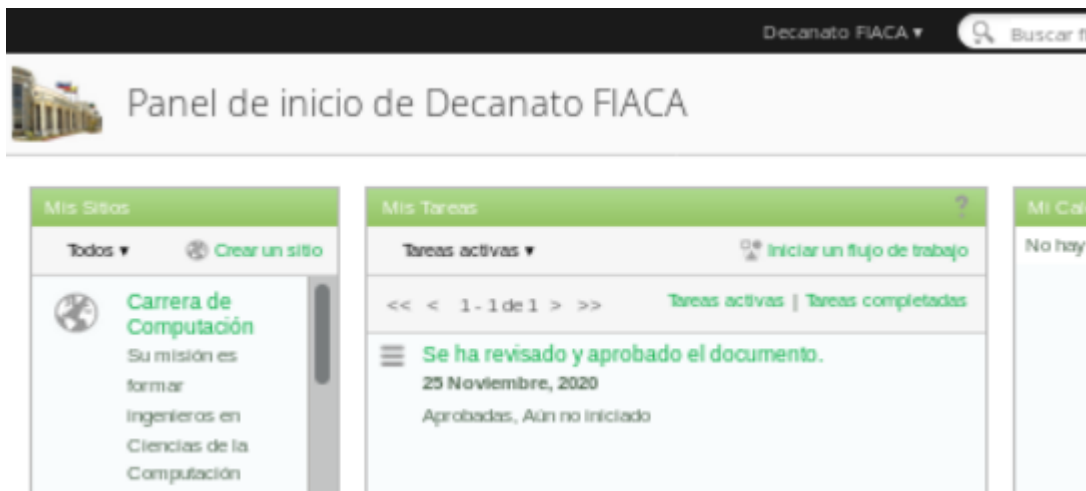 Decanato FIACA ▾
Buscar
Panel de inicio de Decanato FIACA
Mis Sitios
Todos ▾
Crear un sitio
Carrera de
Computación
Su misión es
formar
ingenieros en
Ciencias de la
Computación
Mis Tareas
?
Tareas activas ▾
Iniciar un flujo de trabajo
<< < 1 - 1 de 1 > >>
Tareas activas | Tareas completadas
Se ha revisado y aprobado el documento.
25 Noviembre, 2020
Aprobadas, Aún no iniciado
Mi
No hay